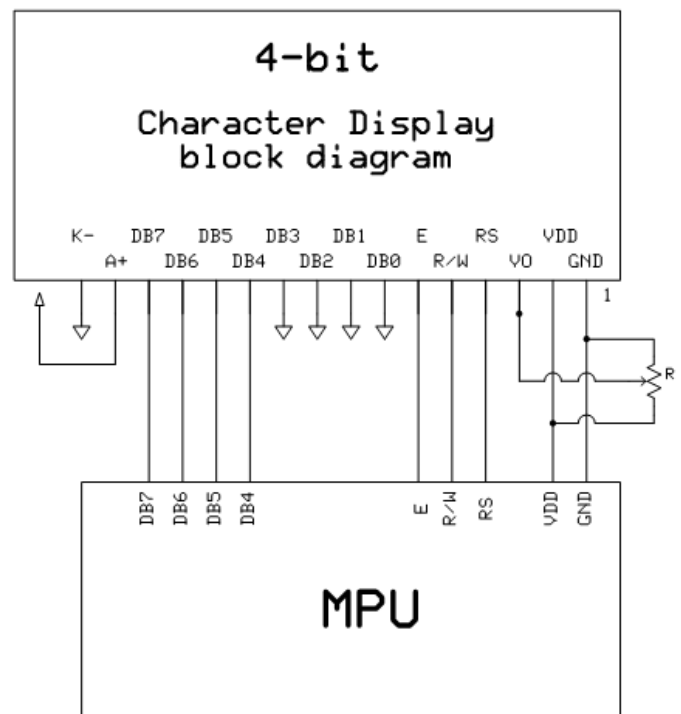 4-bit
Character Display
block diagram
K- DB7 DB5 DB3 DB1 E RS VDD
A+ DB6 DB4 DB2 DB0 R/W VO GND
1
R
DB7 DB6 DB5 DB4 E R/W RS VDD GND
MPU